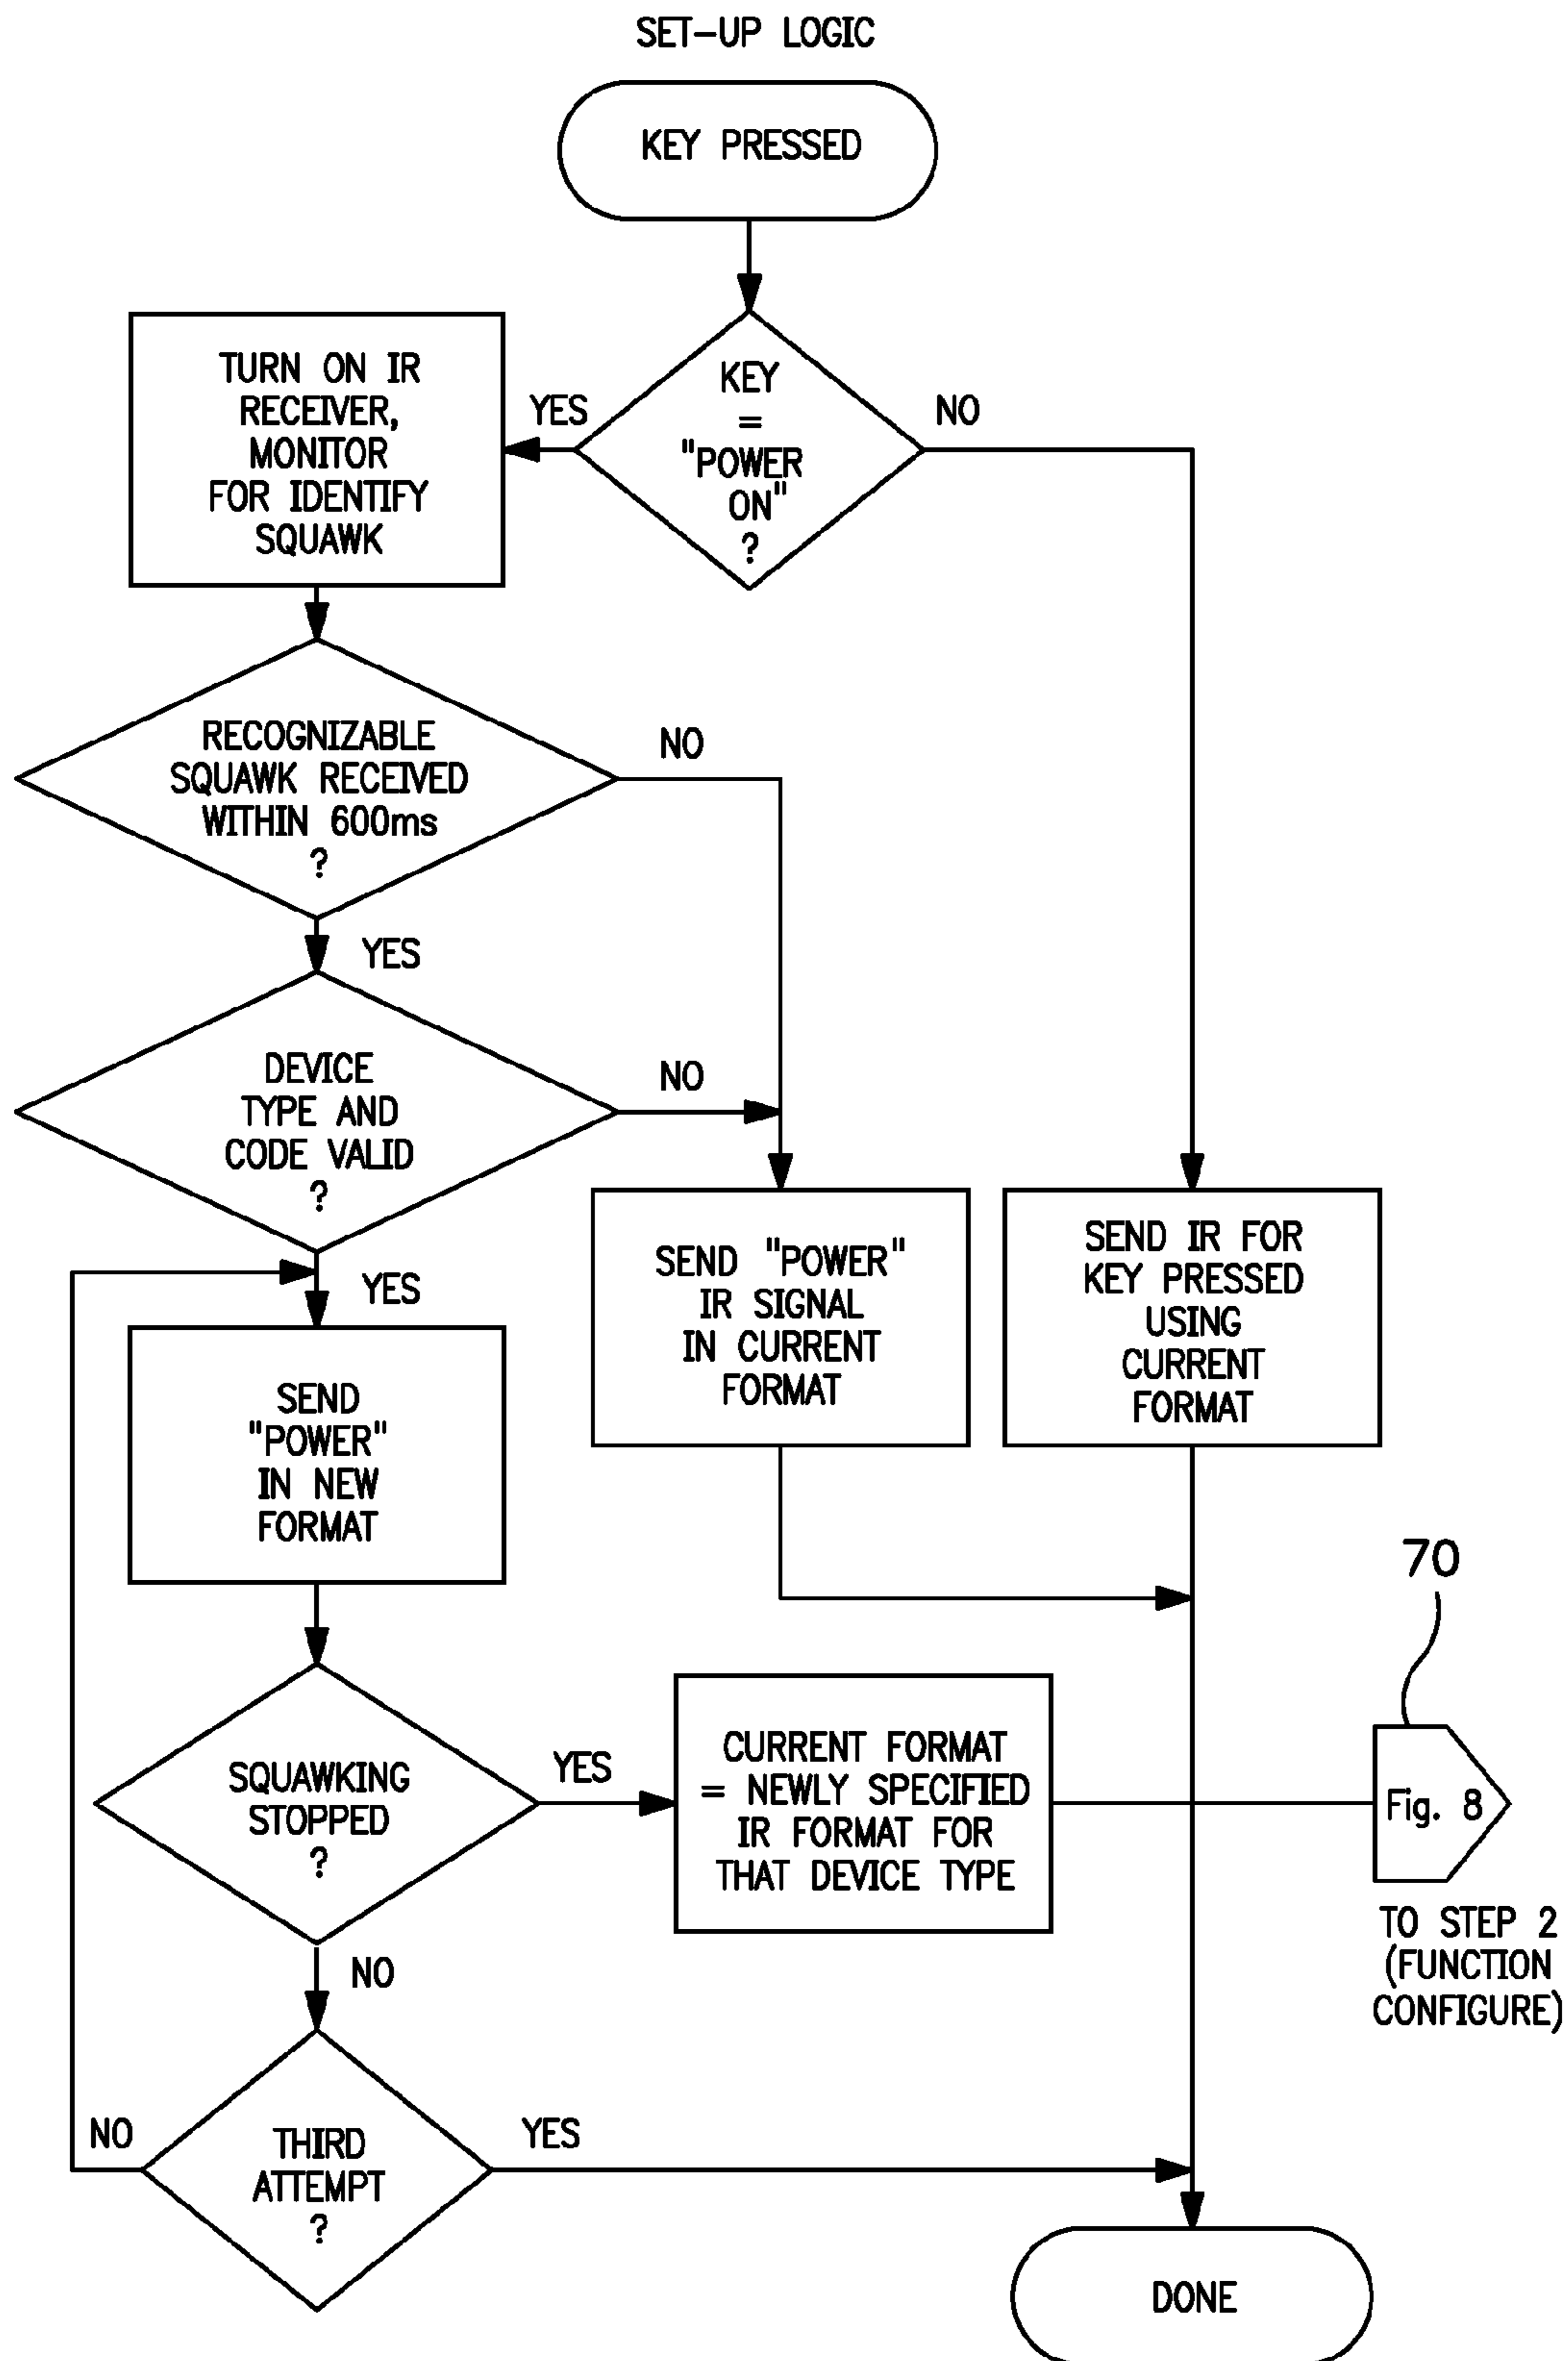 SET-UP LOGIC
KEY PRESSED
KEY
=
"POWER
ON"
?
YES
NO
TURN ON IR
RECEIVER,
MONITOR
FOR IDENTIFY
SQUAWK
RECOGNIZABLE
SQUAWK RECEIVED
WITHIN 600ms
?
NO
YES
DEVICE
TYPE AND
CODE VALID
?
NO
YES
SEND "POWER"
IR SIGNAL
IN CURRENT
FORMAT
SEND IR FOR
KEY PRESSED
USING
CURRENT
FORMAT
SEND
"POWER"
IN NEW
FORMAT
SQUAWKING
STOPPED
?
YES
NO
CURRENT FORMAT
= NEWLY SPECIFIED
IR FORMAT FOR
THAT DEVICE TYPE
70
Fig. 8
TO STEP 2
(FUNCTION
CONFIGURE)
THIRD
ATTEMPT
?
NO
YES
DONE